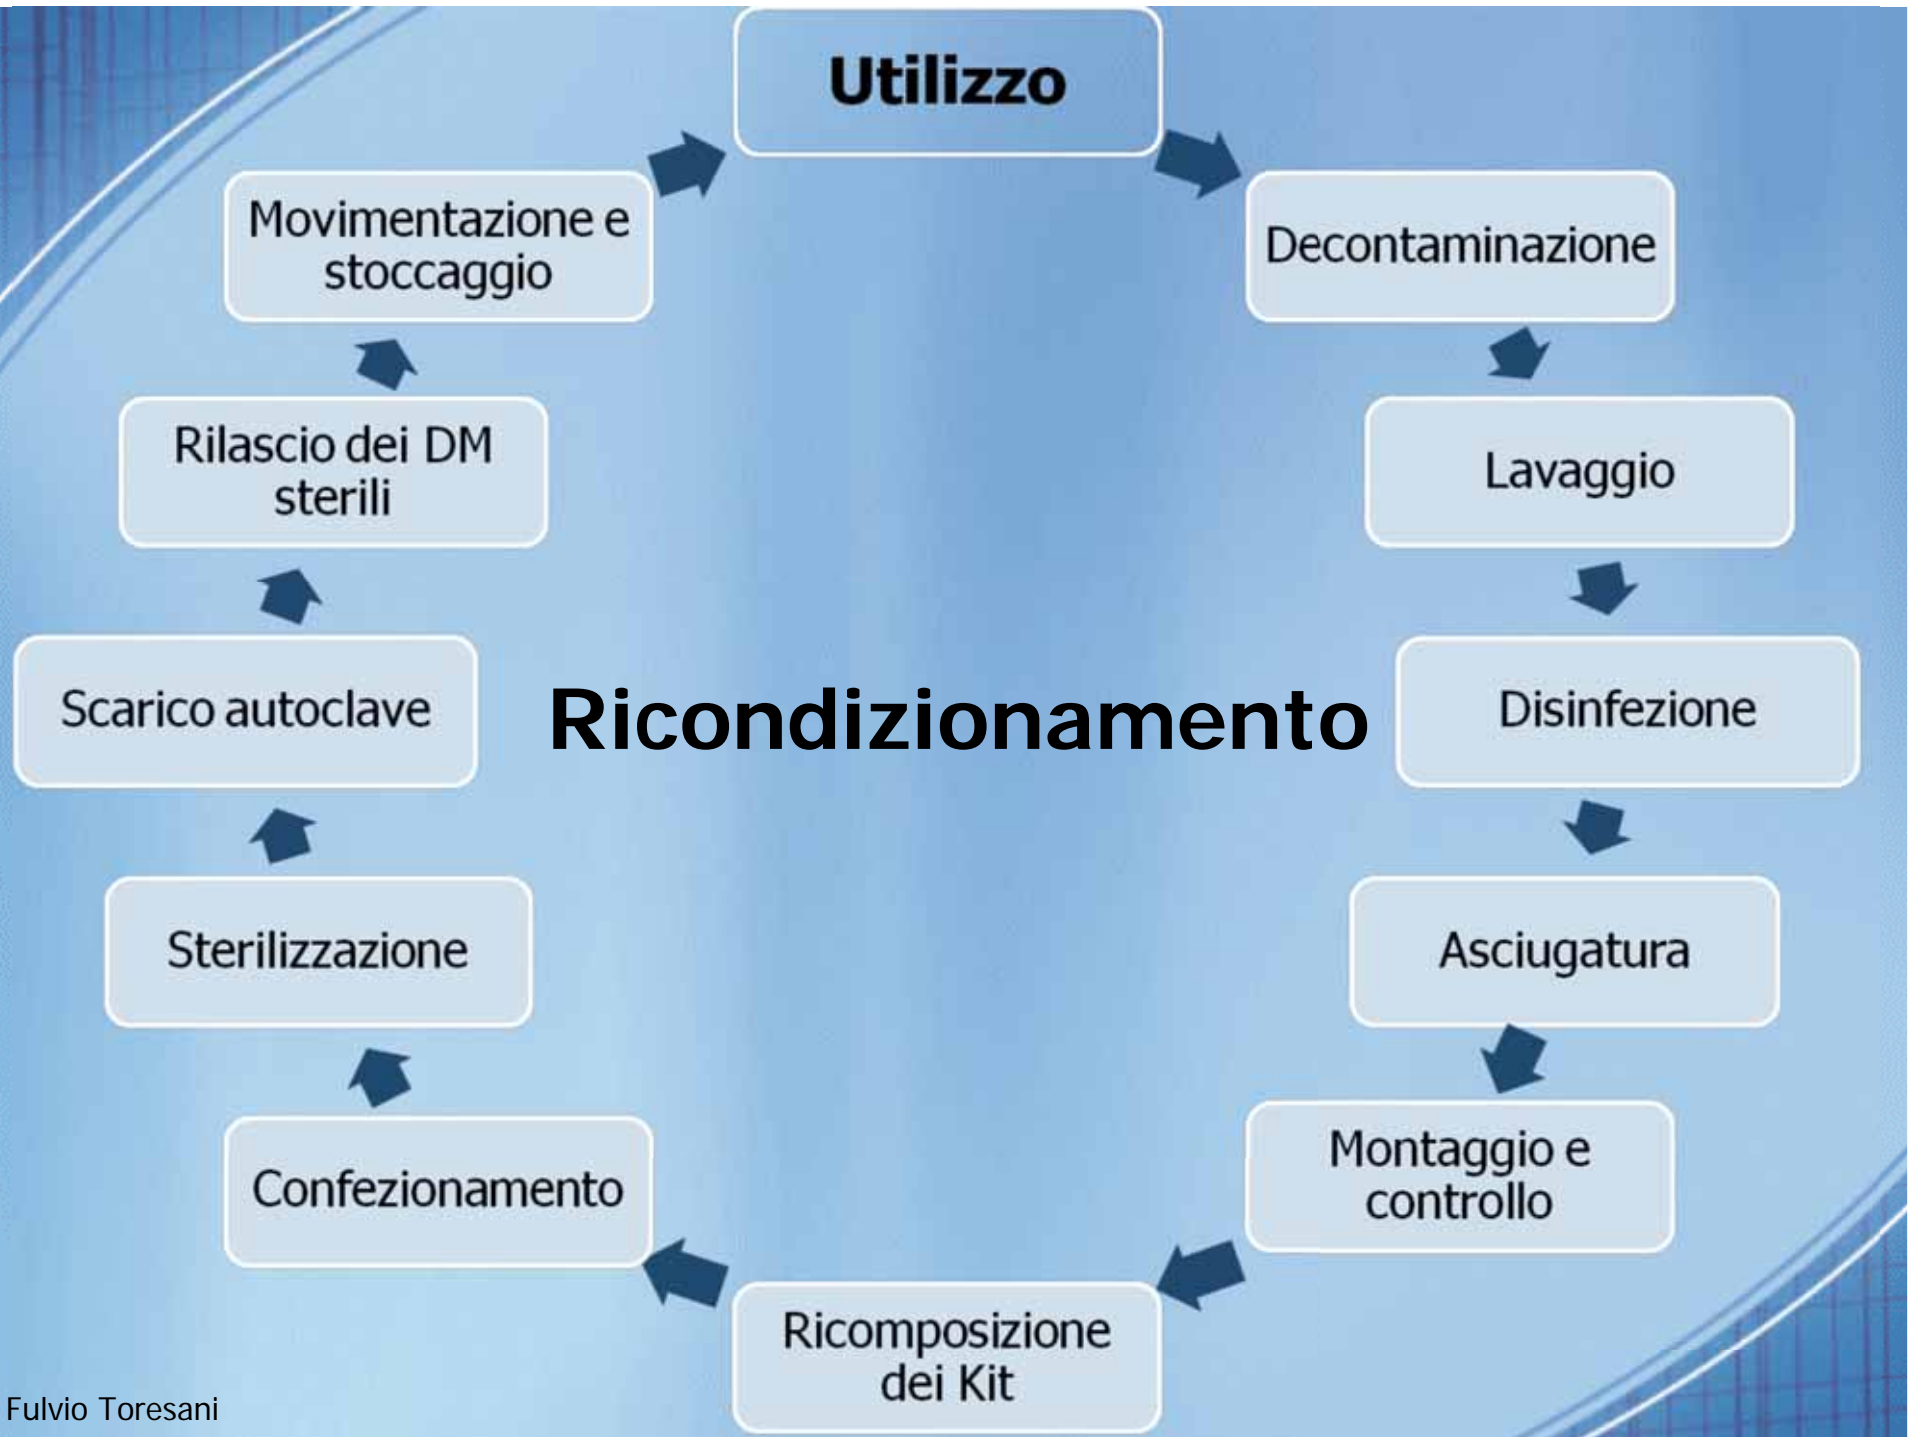 Utilizzo
Decontaminazione
Lavaggio
Disinfezione
Asciugatura
Montaggio e
controllo
Ricomposizione
dei Kit
Confezionamento
Sterilizzazione
Scarico autoclave
Rilascio dei DM
sterili
Movimentazione e
stoccaggio
Ricondizionamento
Fulvio Toresani